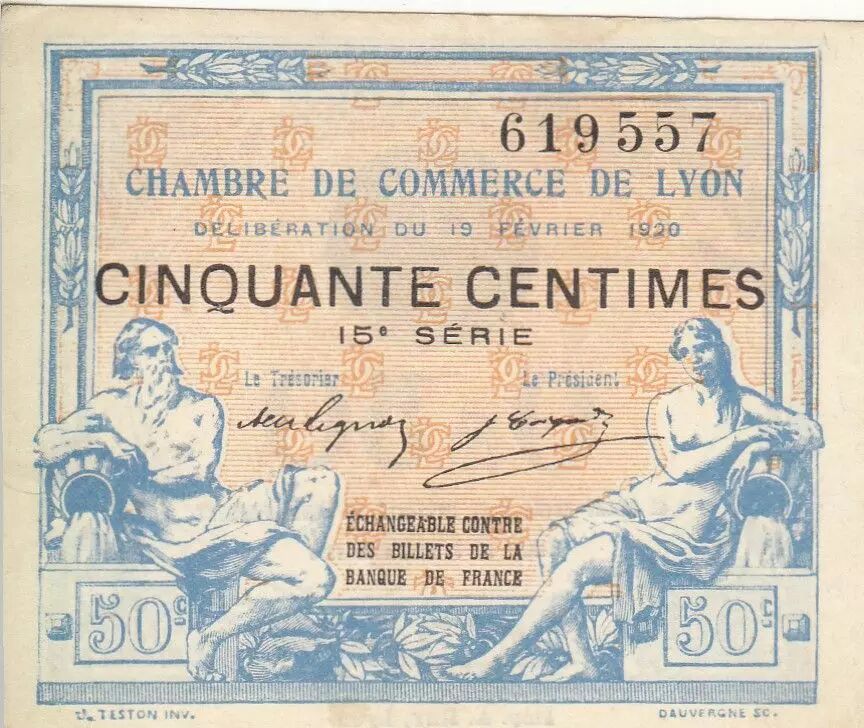 619557
CHAMBRE DE COMMERCE DE LYON
DÉLIBÉRATION DU 19 FÉVRIER 1920
CINQUANTE CENTIMES
15e SÉRIE
Le Trésorier Le Président
ÉCHANGEABLE CONTRE
DES BILLETS DE LA
BANQUE DE FRANCE
50c 50c
TESTON INV. DAUVERGNE SC.